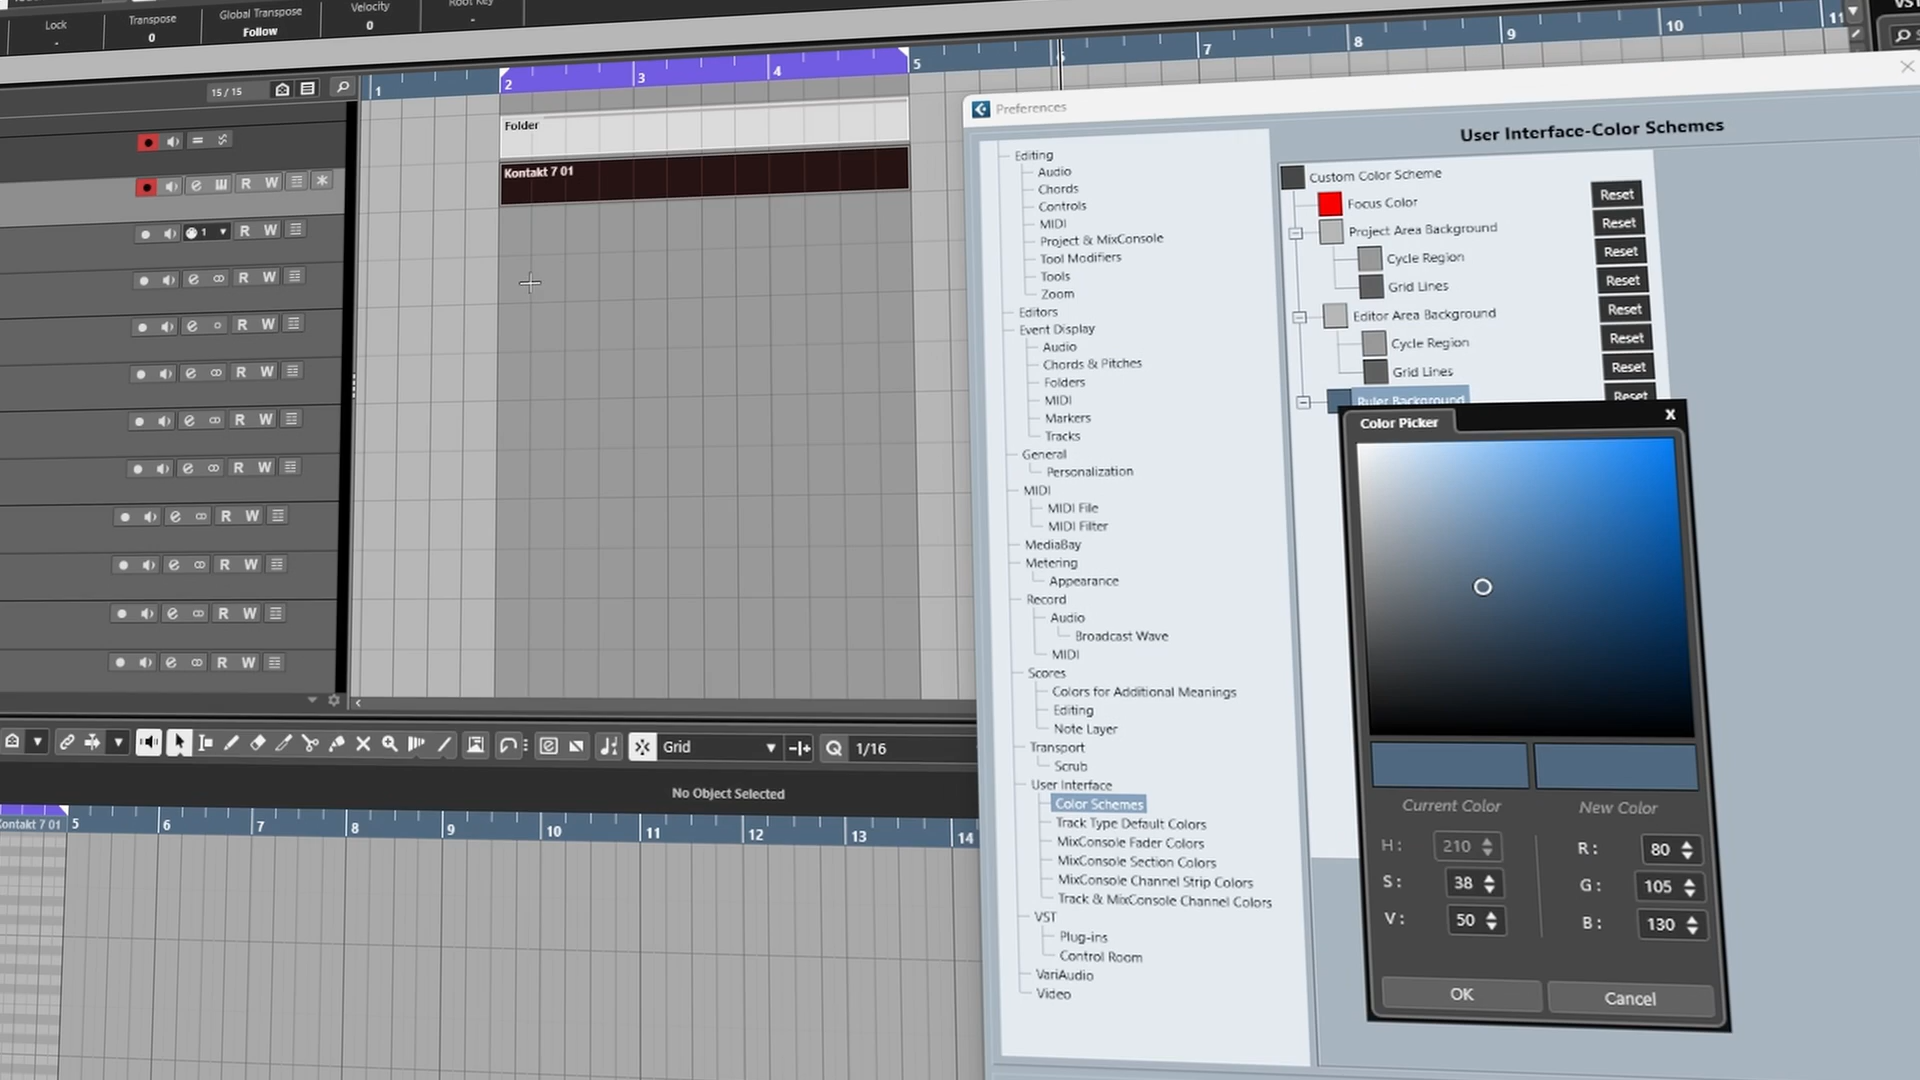 Lock
-
Transpose
0
Global Transpose
Follow
Velocity
0
Root Key
-
15 / 15
1
2
3
4
5
6
7
8
9
10
11
VST
Folder
Kontakt 7 01
R W
1
R W
R W
R W
R W
R W
R W
R W
R W
R W
R W
Grid
Q
1/16
No Object Selected
Kontakt 7 01
5
6
7
8
9
10
11
12
13
14
Preferences
Editing
Audio
Chords
Controls
MIDI
Project & MixConsole
Tool Modifiers
Tools
Zoom
Editors
Event Display
Audio
Chords & Pitches
Folders
MIDI
Markers
Tracks
General
Personalization
MIDI
MIDI File
MIDI Filter
MediaBay
Metering
Appearance
Record
Audio
Broadcast Wave
MIDI
Scores
Colors for Additional Meanings
Editing
Note Layer
Transport
Scrub
User Interface
Color Schemes
Track Type Default Colors
MixConsole Fader Colors
MixConsole Section Colors
MixConsole Channel Strip Colors
Track & MixConsole Channel Colors
VST
Plug-ins
Control Room
VariAudio
Video
User Interface-Color Schemes
Custom Color Scheme
Focus Color
Reset
Project Area Background
Reset
Cycle Region
Reset
Grid Lines
Reset
Editor Area Background
Reset
Cycle Region
Reset
Grid Lines
Reset
Ruler Background
Reset
Color Picker
X
Current Color
New Color
H: 210
R: 80
S: 38
G: 105
V: 50
B: 130
OK
Cancel